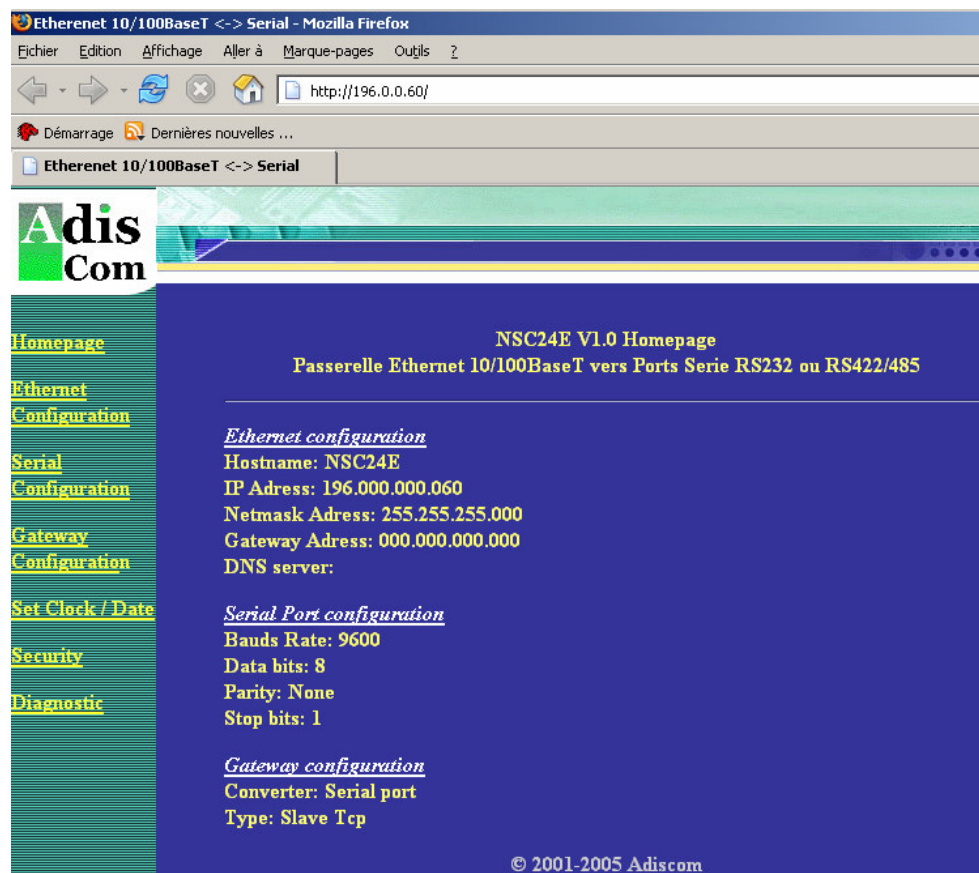 Etherenet 10/100BaseT <-> Serial - Mozilla Firefox
Fichier Edition Affichage Aller à Marque-pages Outils ?
http://196.0.0.60/
Démarrage Dernières nouvelles ...
Etherenet 10/100BaseT <-> Serial
Adis
Com
Homepage
Ethernet
Configuration
Serial
Configuration
Gateway
Configuration
Set Clock / Date
Security
Diagnostic
NSC24E V1.0 Homepage
Passerelle Ethernet 10/100BaseT vers Ports Serie RS232 ou RS422/485
Ethernet configuration
Hostname: NSC24E
IP Adress: 196.000.000.060
Netmask Adress: 255.255.255.000
Gateway Adress: 000.000.000.000
DNS server:
Serial Port configuration
Bauds Rate: 9600
Data bits: 8
Parity: None
Stop bits: 1
Gateway configuration
Converter: Serial port
Type: Slave Tcp
© 2001-2005 Adiscom